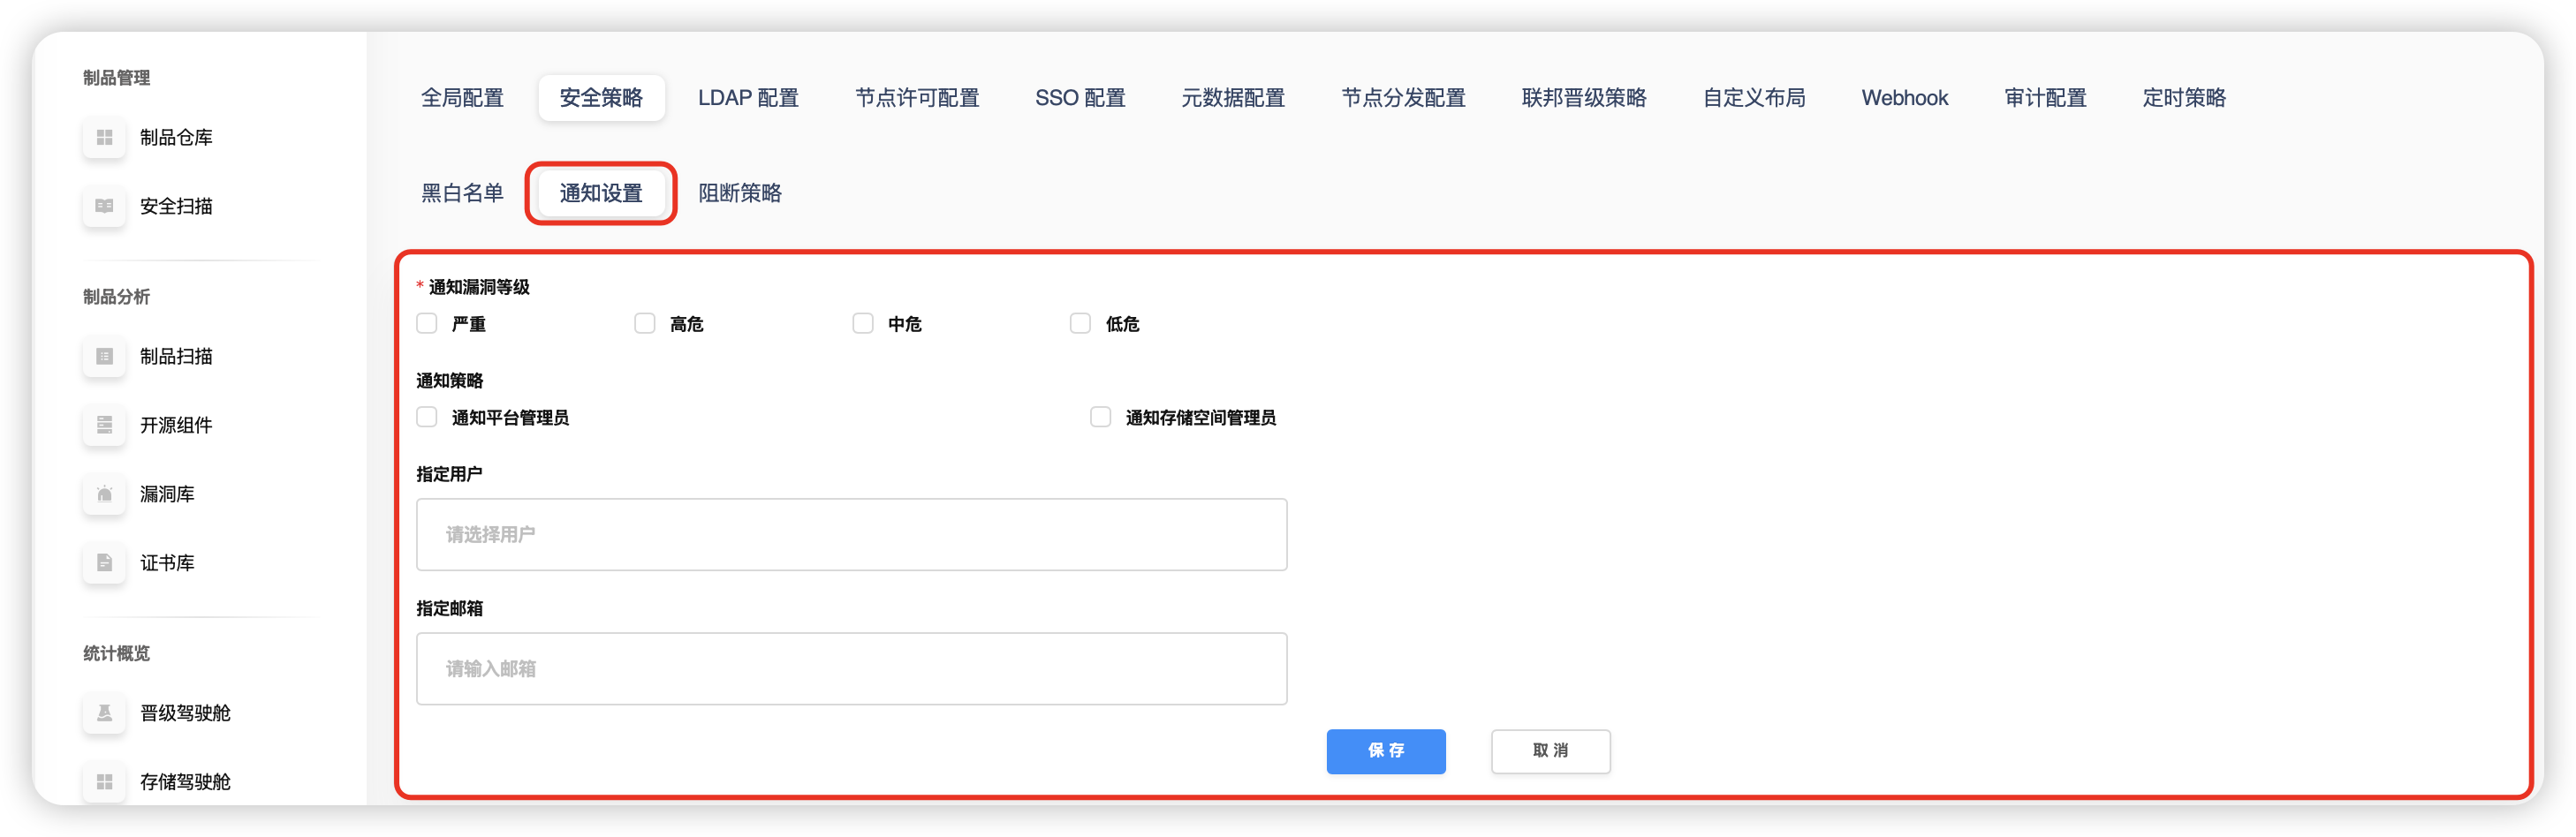 制品管理
制品仓库
安全扫描
制品分析
制品扫描
开源组件
漏洞库
证书库
统计概览
晋级驾驶舱
存储驾驶舱
全局配置 安全策略 LDAP 配置 节点许可配置 SSO 配置 元数据配置 节点分发配置 联邦晋级策略 自定义布局 Webhook 审计配置 定时策略
黑白名单 通知设置 阻断策略
* 通知漏洞等级
严重 高危 中危 低危
通知策略
通知平台管理员 通知存储空间管理员
指定用户
请选择用户
指定邮箱
请输入邮箱
保存 取消